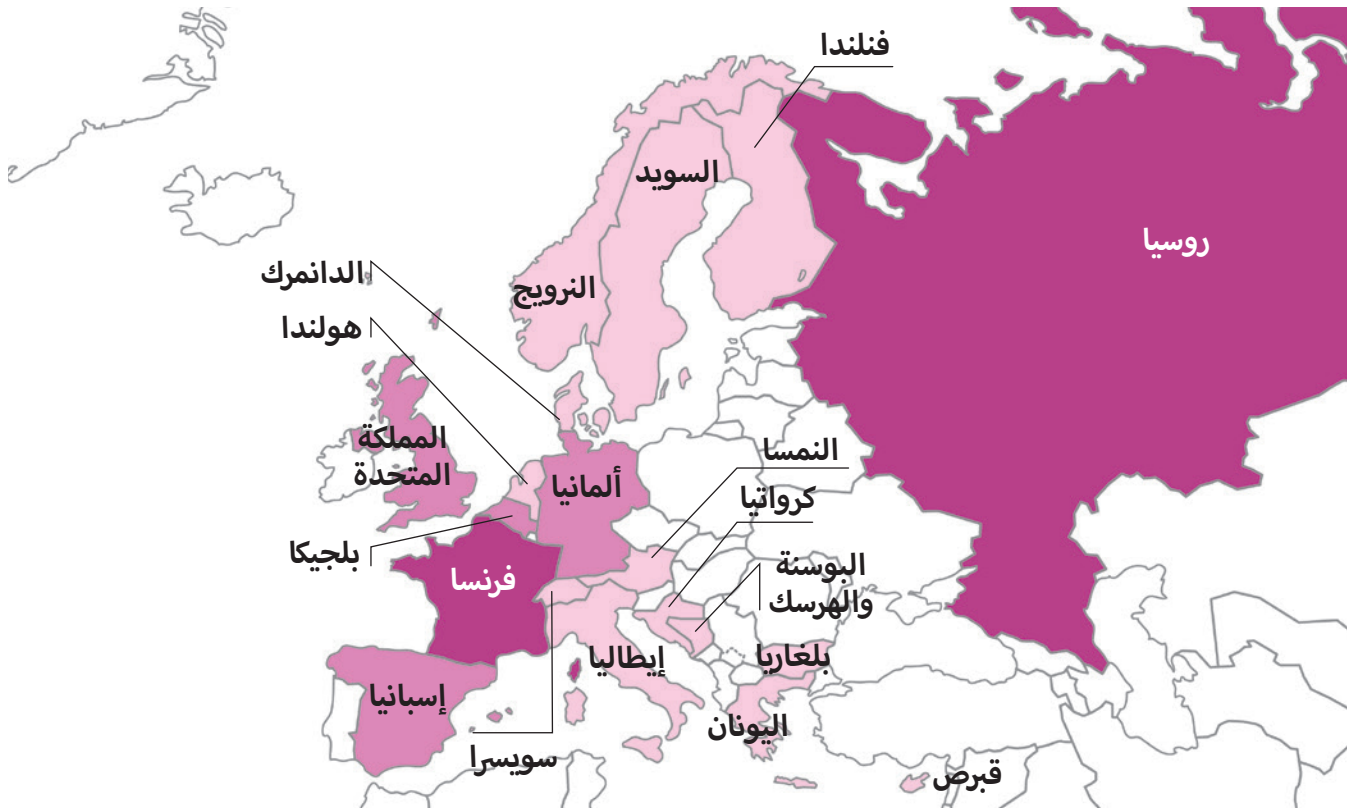 فنلندا
السويد
روسيا
الدانمرك
النرويج
هولندا
المملكة
المتحدة
النمسا
ألمانيا
كرواتيا
بلجيكا
البوسنة
والهرسك
فرنسا
بلغاريا
إيطاليا
إسبانيا
اليونان
سويسرا
قبرص